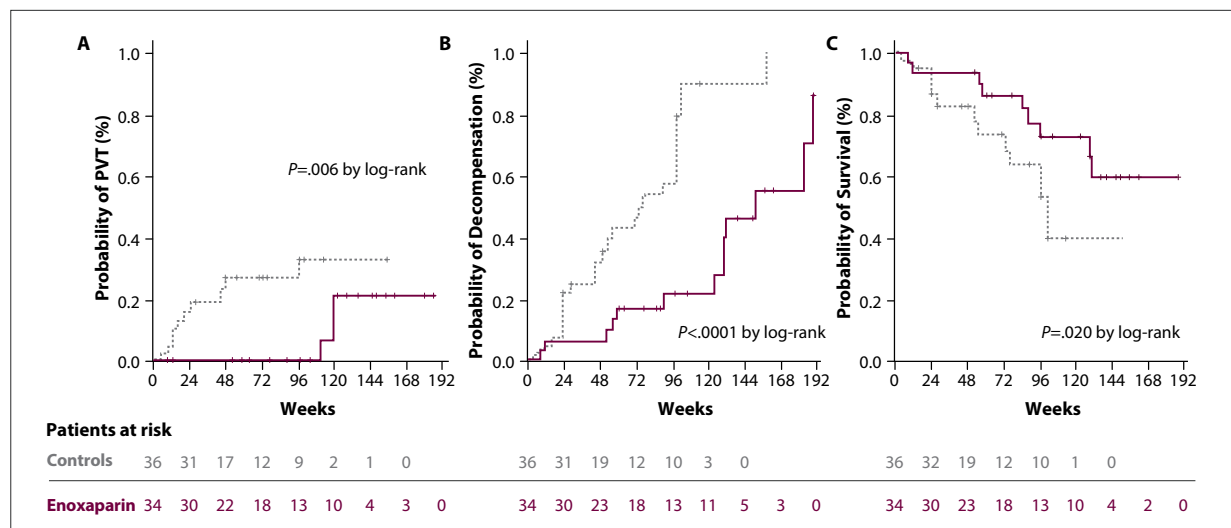 A
B
C
Probability of PVT (%)
1.0
0.8
0.6
0.4
0.2
0.0
P=.006 by log-rank
0 24 48 72 96 120 144 168 192
Weeks
Probability of Decompensation (%)
1.0
0.8
0.6
0.4
0.2
0.0
P<.0001 by log-rank
0 24 48 72 96 120 144 168 192
Weeks
Probability of Survival (%)
1.0
0.8
0.6
0.4
0.2
0.0
P=.020 by log-rank
0 24 48 72 96 120 144 168 192
Weeks
Patients at risk
Controls 36 31 17 12 9 2 1 0 36 31 19 12 10 3 0 36 32 19 12 10 1 0
Enoxaparin 34 30 22 18 13 10 4 3 0 34 30 23 18 13 11 5 3 0 34 30 23 18 13 10 4 2 0